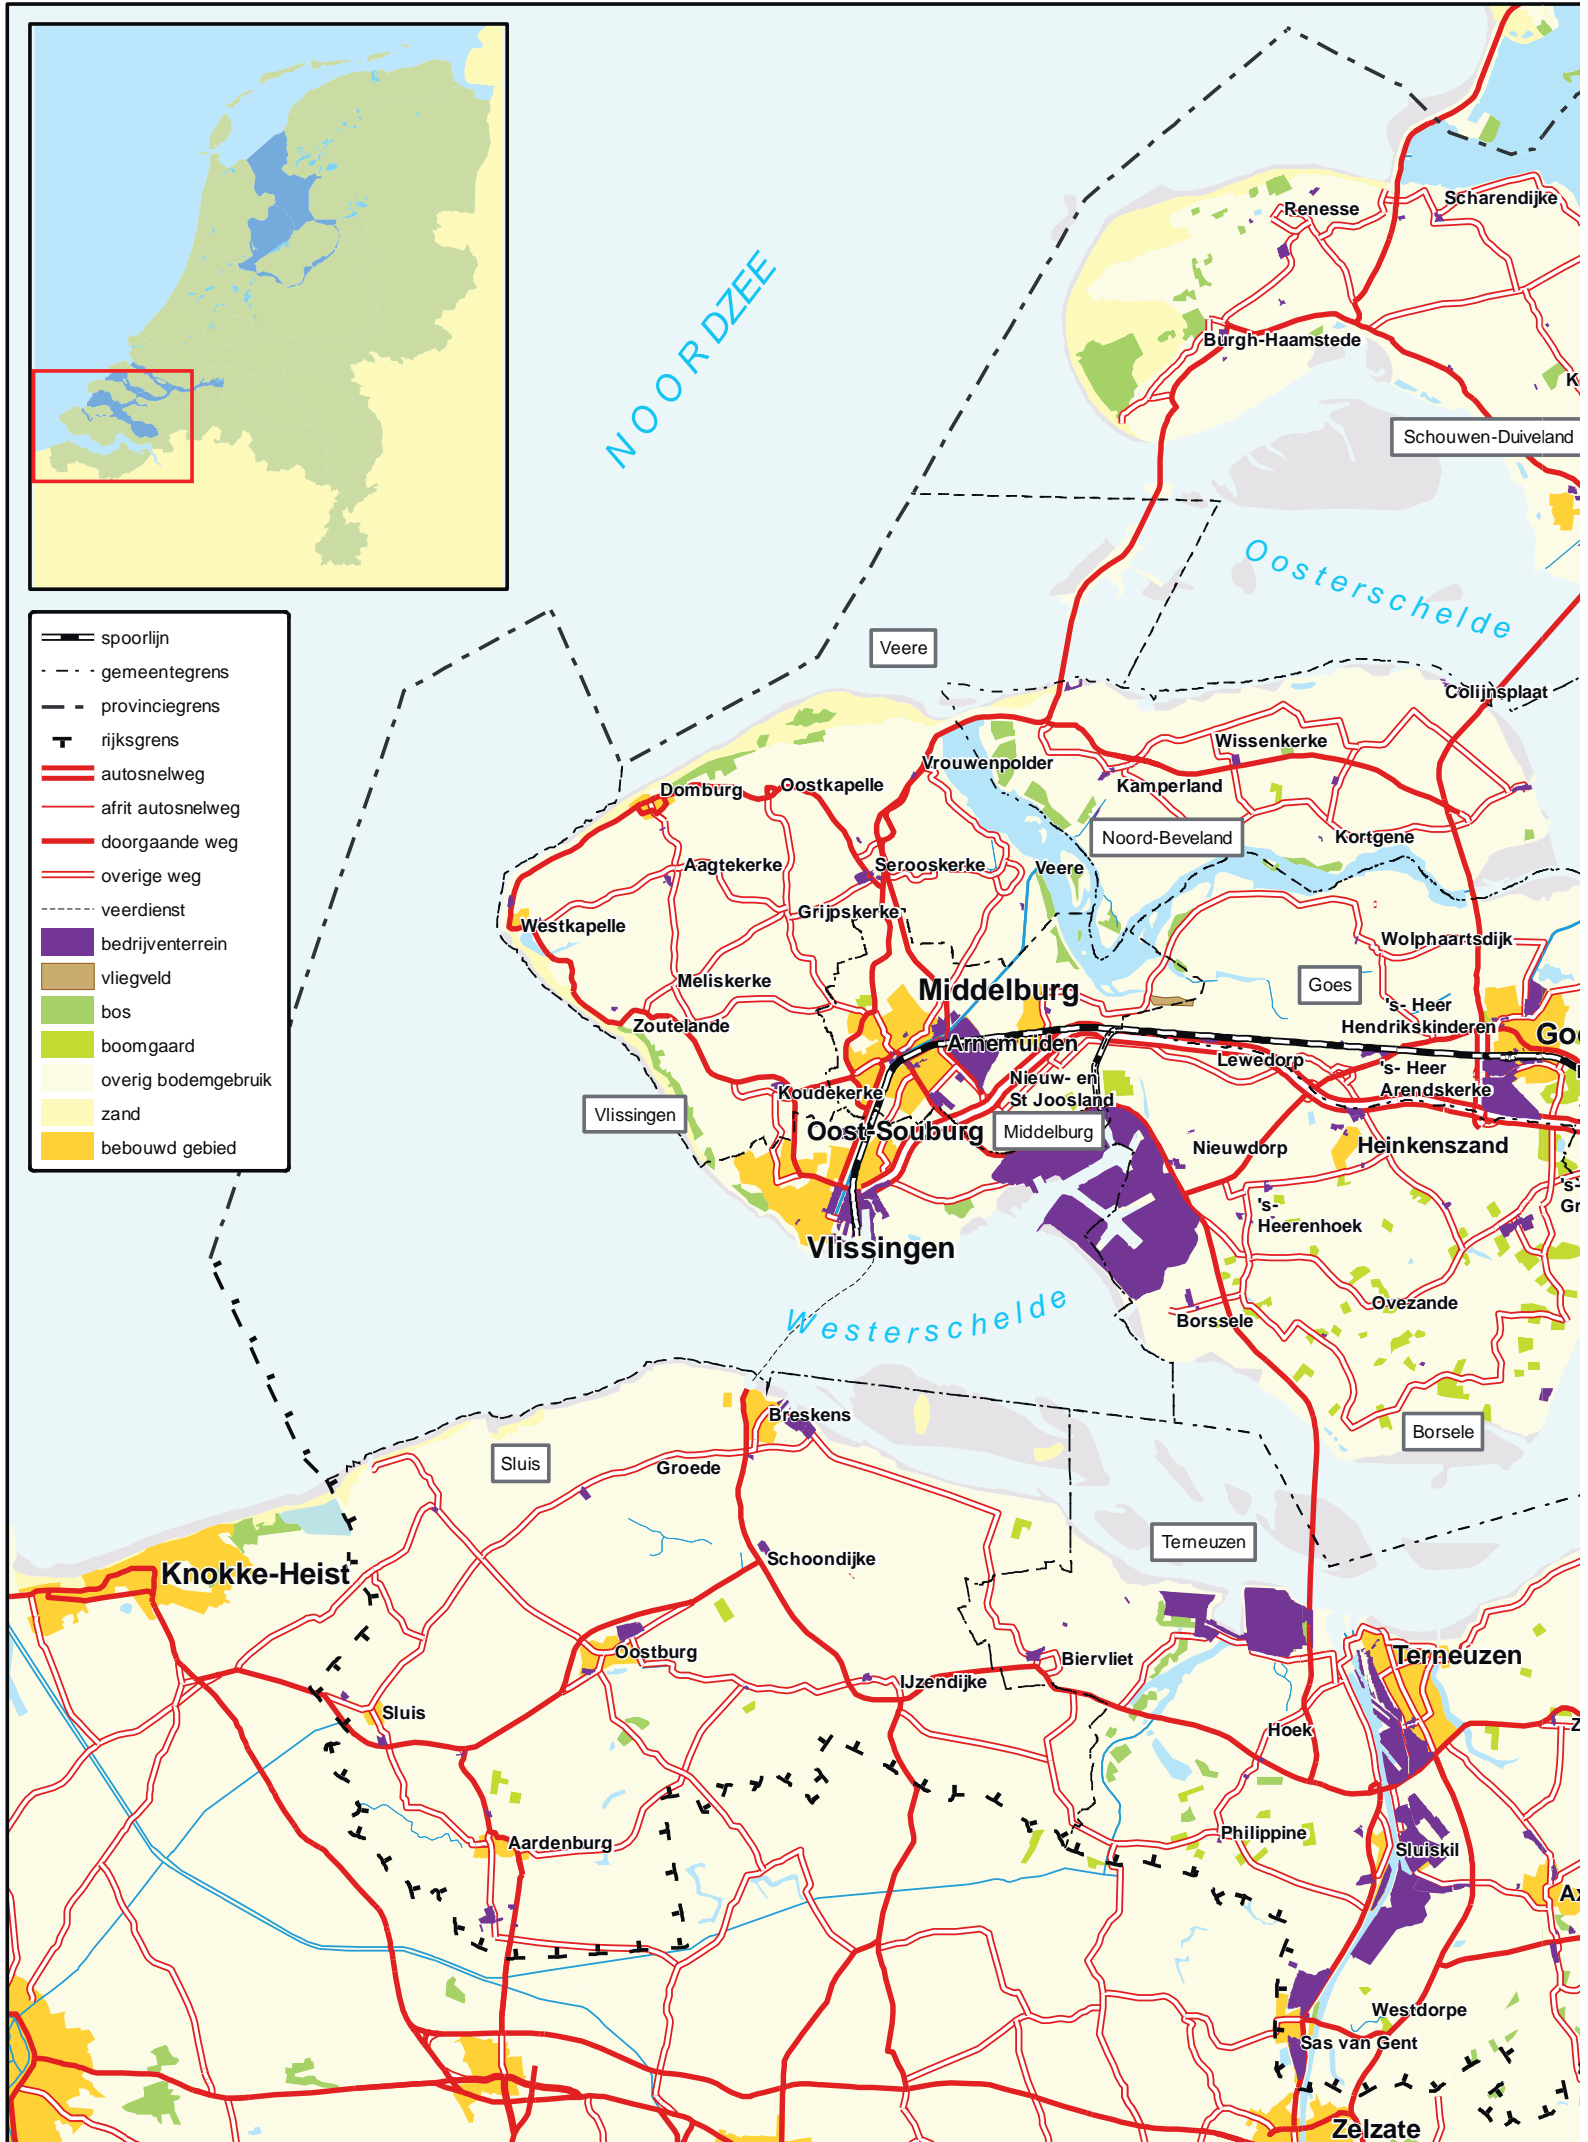 NOORDZEE
Renesse
Scharendijke
Burgh-Haamstede
Schouwen-Duiveland
Oosterschelde
spoorlijn
gemeentegrens
provinciegrens
rijksgrens
autosnelweg
afrit autosnelweg
doorgaande weg
overige weg
veerdienst
bedrijventerrein
vliegveld
bos
boomgaard
overig bodemgebruik
zand
bebouwd gebied
Veere
Colijnsplaat
Wissenkerke
Vrouwenpolder
Kamperland
Domburg
Oostkapelle
Noord-Beveland
Kortgene
Aagtekerke
Serooskerke
Veere
Grijpskerke
Westkapelle
Wolphaartsdijk
Meliskerke
Middelburg
Goes
's- Heer
Hendrikskinderen
Zoutelande
Arnemuiden
Lewedorp
's- Heer
Arendskerke
Nieuw- en
St Joosland
Koudekerke
Vlissingen
Oost-Souburg
Middelburg
Nieuwdorp
Heinkenszand
's-
Heerenhoek
Vlissingen
Westerschelde
Ovezande
Borssele
Breskens
Borsele
Sluis
Groede
Terneuzen
Schoondijke
Knokke-Heist
Oostburg
Biervliet
Terneuzen
IJzendijke
Sluis
Hoek
Aardenburg
Philippine
Sluiskil
Westdorpe
Sas van Gent
Zelzate